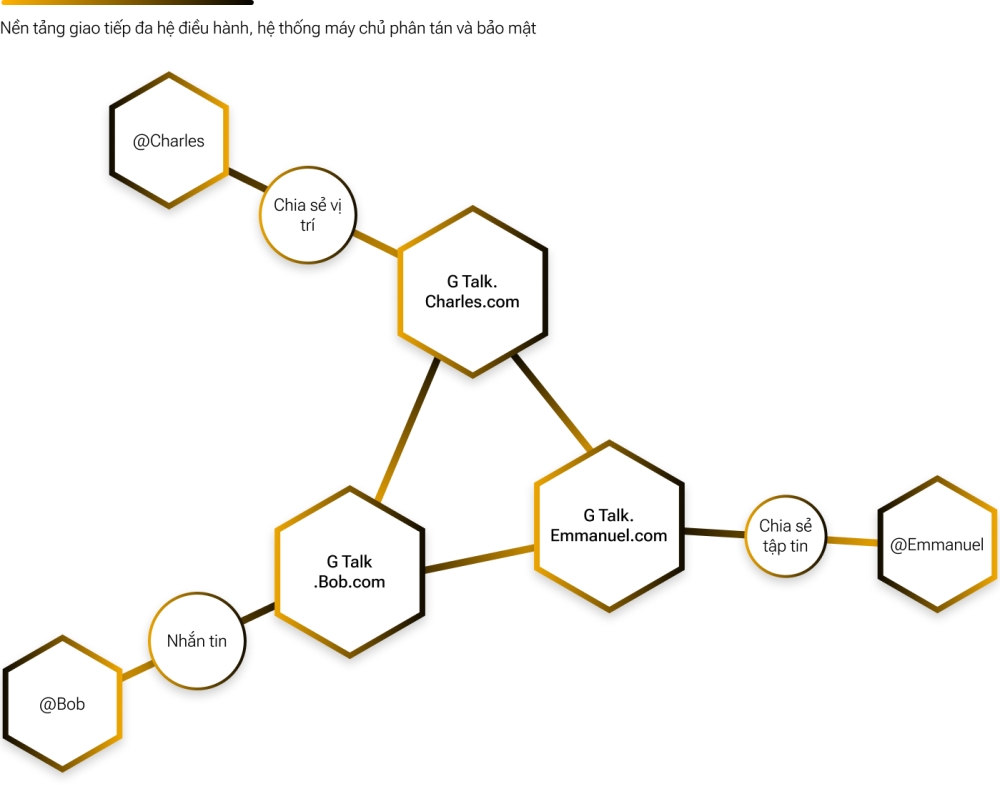 Nền tảng giao tiếp đa hệ điều hành, hệ thống máy chủ phân tán và bảo mật
@Charles
Chia sẻ vị
trí
G Talk.
Charles.com
G Talk.
Emmanuel.com
Chia sẻ
tập tin
@Emmanuel
G Talk
.Bob.com
Nhắn tin
@Bob